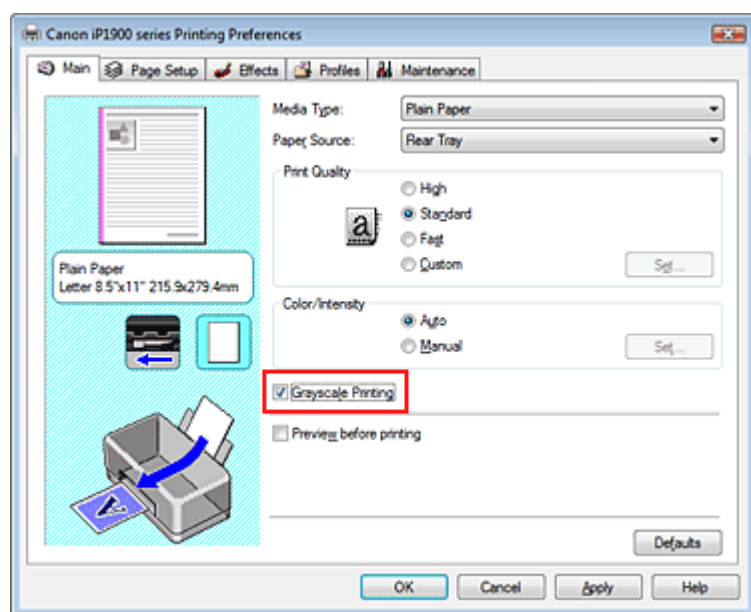 Canon iP1900 series Printing Preferences
Main Page Setup Effects Profiles Maintenance
Media Type: Plain Paper
Paper Source: Rear Tray
Print Quality
High
a Standard
Fast
Custom Set...
Plain Paper
Letter 8.5"x11" 215.9x279.4mm
Color/Intensity
Auto
Manual Set...
Grayscale Printing
Preview before printing
Defaults
OK Cancel Apply Help